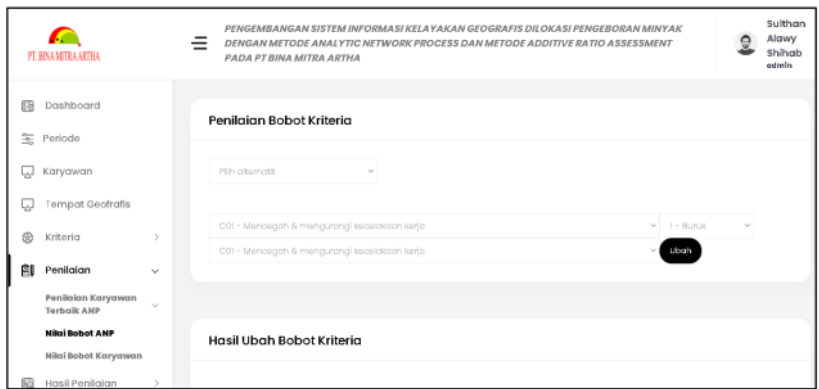 PT. BINA MITRA ARTHA
PENGEMBANGAN SISTEM INFORMASI KELAYAKAN GEOGRAFIS DILOKASI PENGEBORAN MINYAK
DENGAN METODE ANALYTIC NETWORK PROCESS DAN METODE ADDITIVE RATIO ASSESSMENT
PADA PT BINA MITRA ARTHA
Sulthan
Alawy
Shihab
admin
Dashboard
Periode
Karyawan
Tempat Geofrafis
Kriteria
Penilaian
Penilaian Karyawan
Terbaik ANP
Nilai Bobot ANP
Nilai Bobot Karyawan
Hasil Penilaian
Penilaian Bobot Kriteria
Pilih alternatif
C01 - Mencegah & mengurangi kecelakaan kerja
1 - Buruk
C01 - Mencegah & mengurangi kecelakaan kerja
Ubah
Hasil Ubah Bobot Kriteria